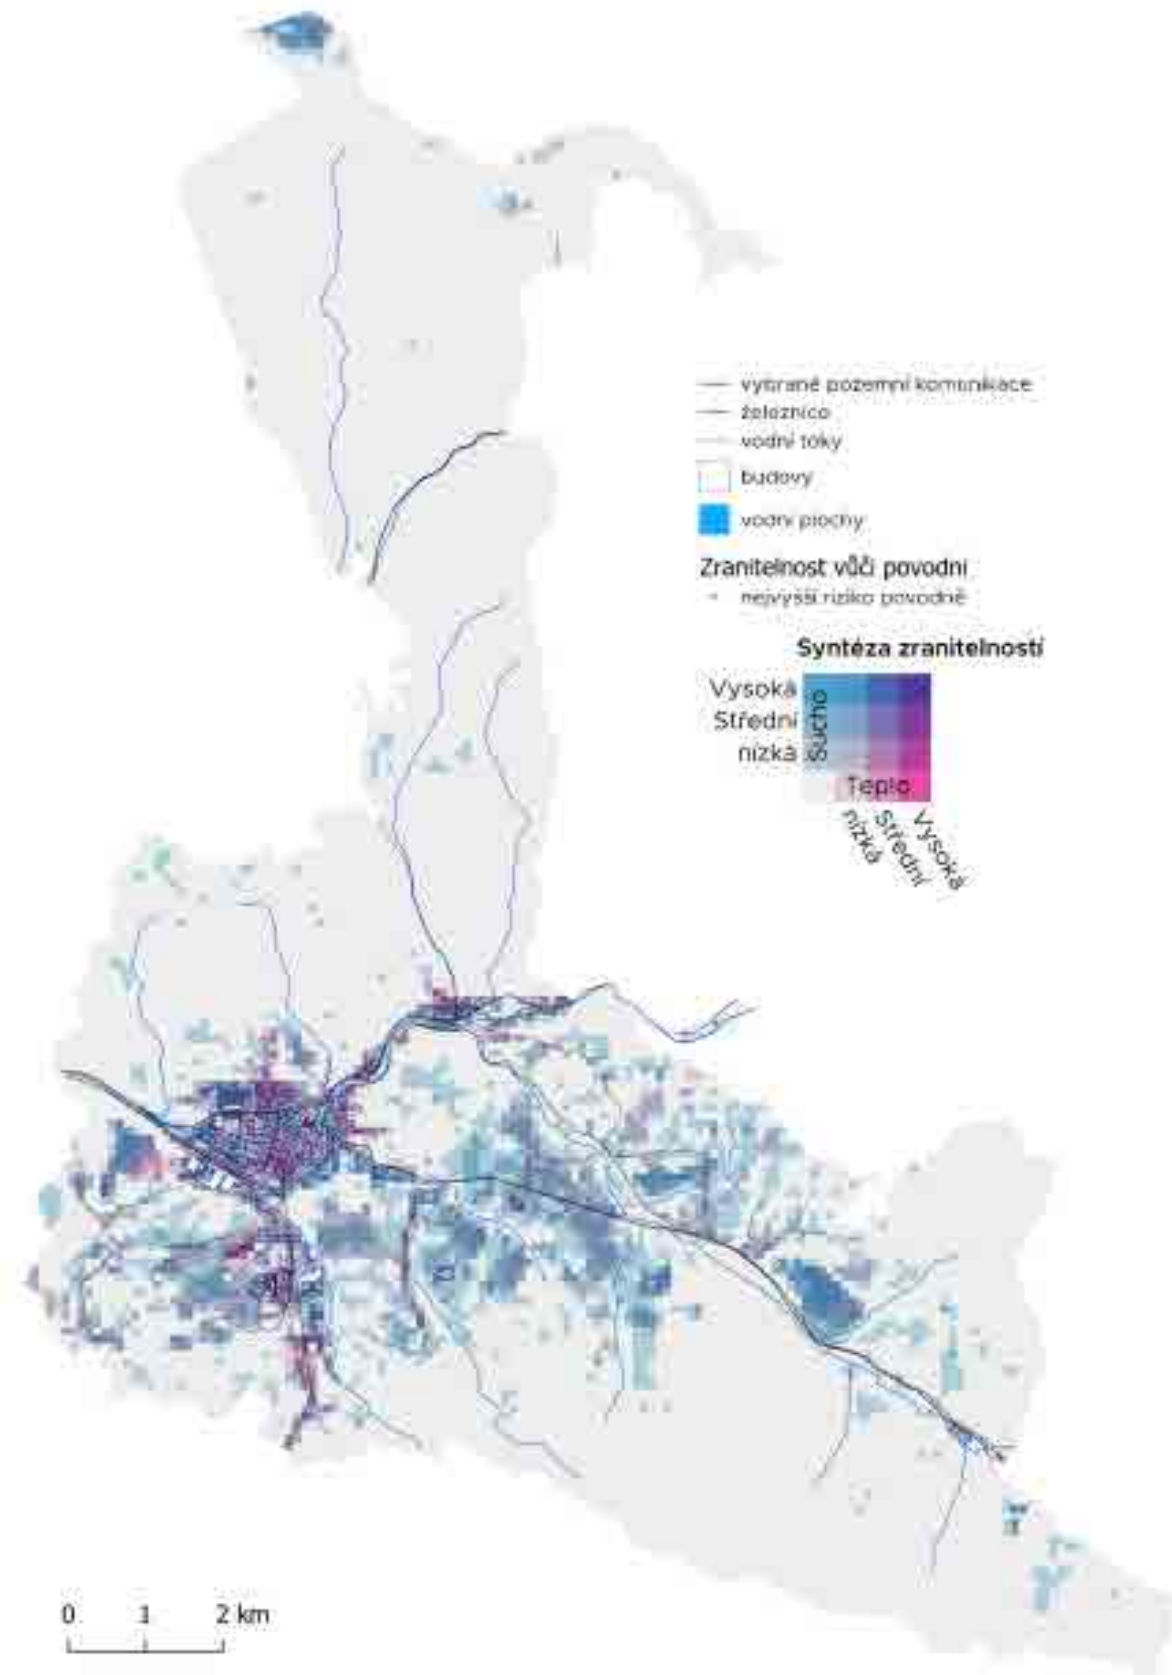 vybrané pozemní komunikace
železnice
vodní toky
budovy
vodní plochy
Zranitelnost vůči povodni
nejvyšší riziko povodně
Syntéza zranitelností
Vysoká
Střední
nízká
Sucho
Teplo
nízká
Střední
Vysoká
0 1 2 km